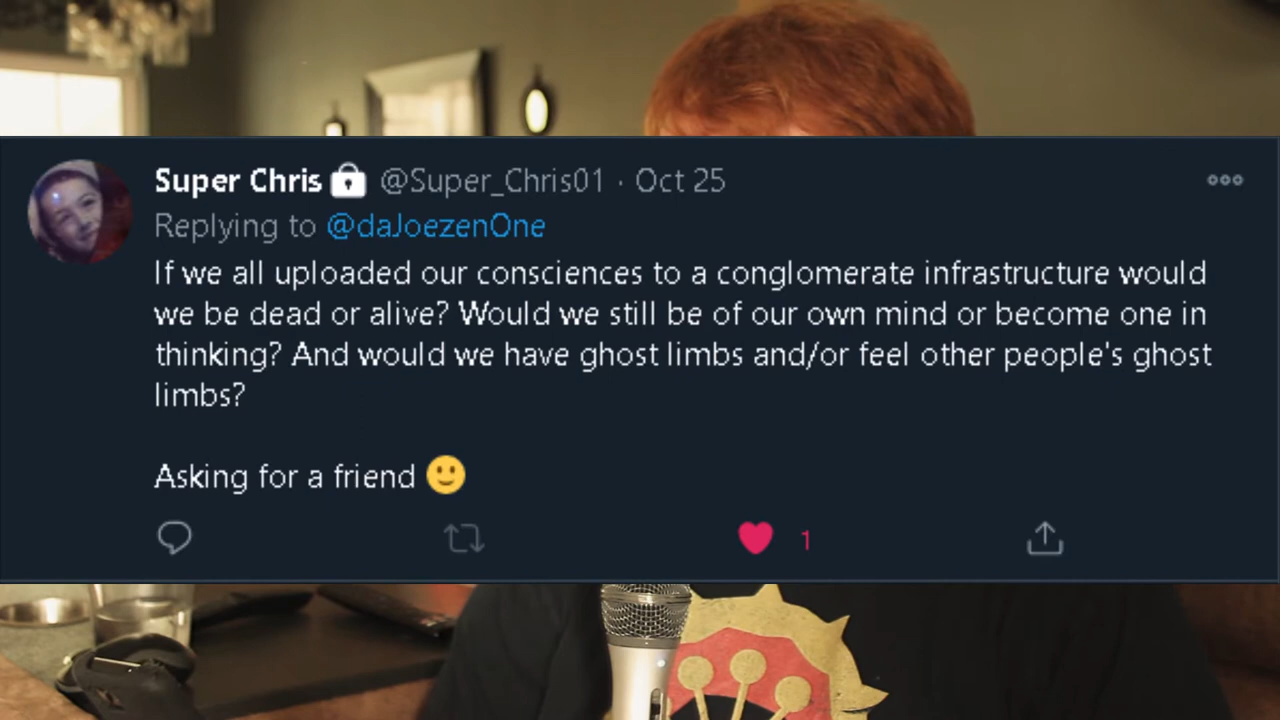 Super Chris @Super_Chris01 · Oct 25
Replying to @daJoezenOne
If we all uploaded our consciences to a conglomerate infrastructure would
we be dead or alive? Would we still be of our own mind or become one in
thinking? And would we have ghost limbs and/or feel other people's ghost
limbs?
Asking for a friend 🙂
1